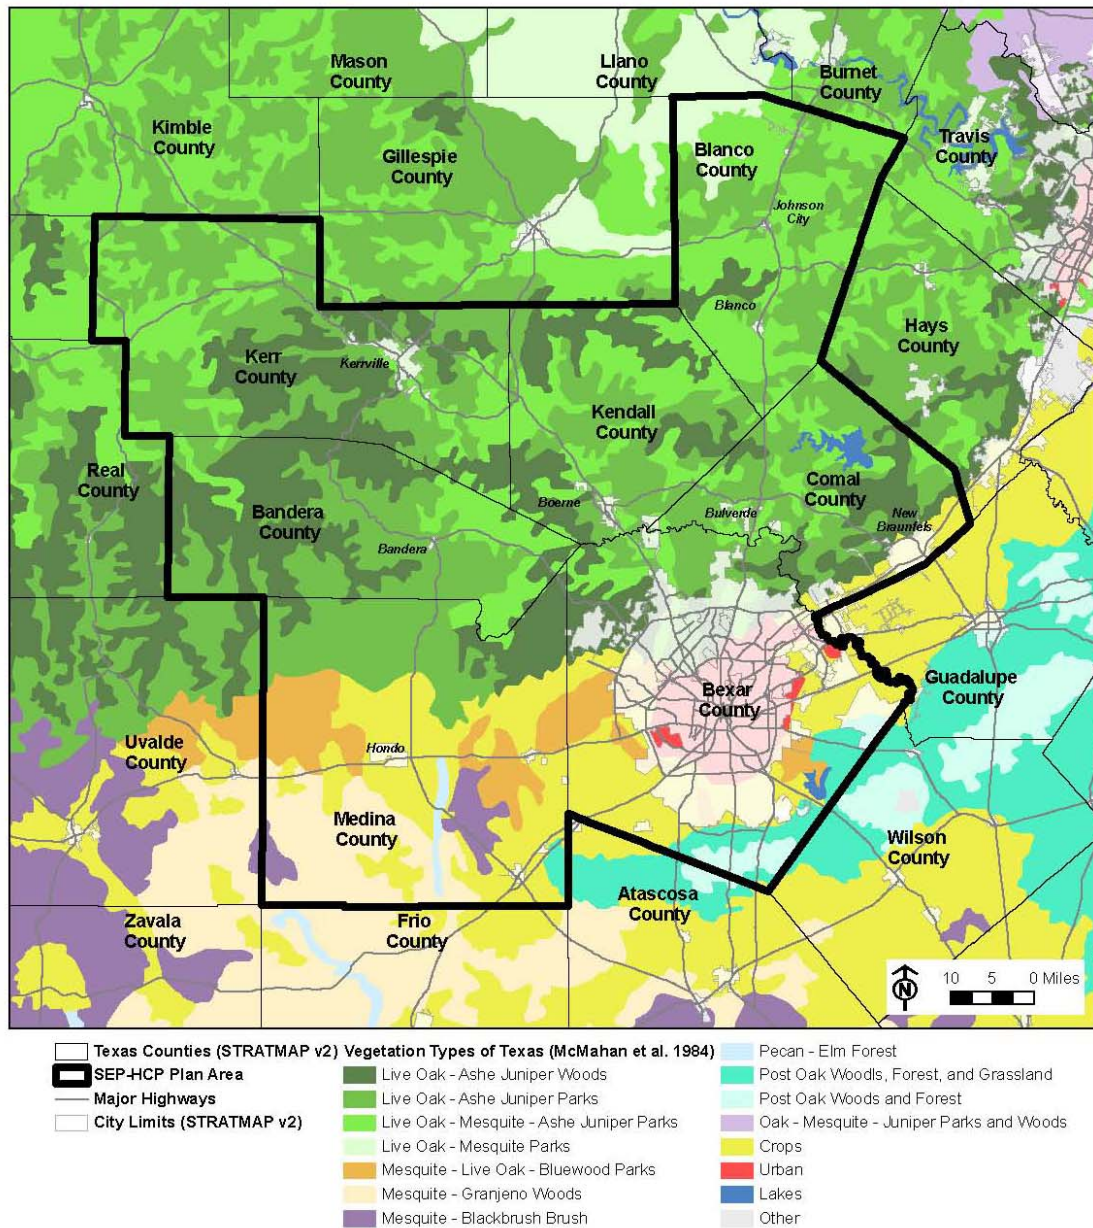 Mason
County
Llano
County
Burnet
County
Kimble
County
Gillespie
County
Blanco
County
Travis
County
Johnson
City
Blanco
Hays
County
Kerr
County
Kerrville
Kendall
County
Real
County
Bandera
County
Boerne
Bulverde
Comal
County
New
Braunfels
Bandera
Bexar
County
Guadalupe
County
Uvalde
County
Hondo
Medina
County
Wilson
County
Atascosa
County
Zavala
County
Frio
County
N
10 5 0 Miles
Texas Counties (STRATMAP v2)
SEP-HCP Plan Area
Major Highways
City Limits (STRATMAP v2)
Vegetation Types of Texas (McMahan et al. 1984)
Live Oak - Ashe Juniper Woods
Live Oak - Ashe Juniper Parks
Live Oak - Mesquite - Ashe Juniper Parks
Live Oak - Mesquite Parks
Mesquite - Live Oak - Bluewood Parks
Mesquite - Granjeno Woods
Mesquite - Blackbrush Brush
Pecan - Elm Forest
Post Oak Woods, Forest, and Grassland
Post Oak Woods and Forest
Oak - Mesquite - Juniper Parks and Woods
Crops
Urban
Lakes
Other